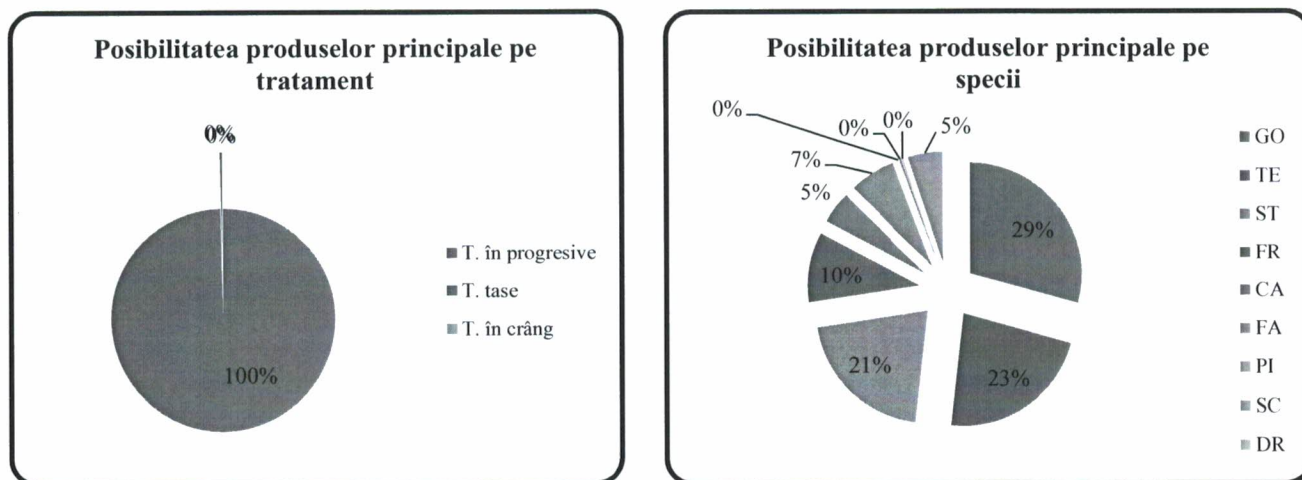 Posibilitatea produselor principale pe
tratament
0%
100%
T. în progresive
T. tase
T. în crâng
Posibilitatea produselor principale pe
specii
0%
0%
0%
5%
7%
5%
10%
29%
21%
23%
GO
TE
ST
FR
CA
FA
PI
SC
DR